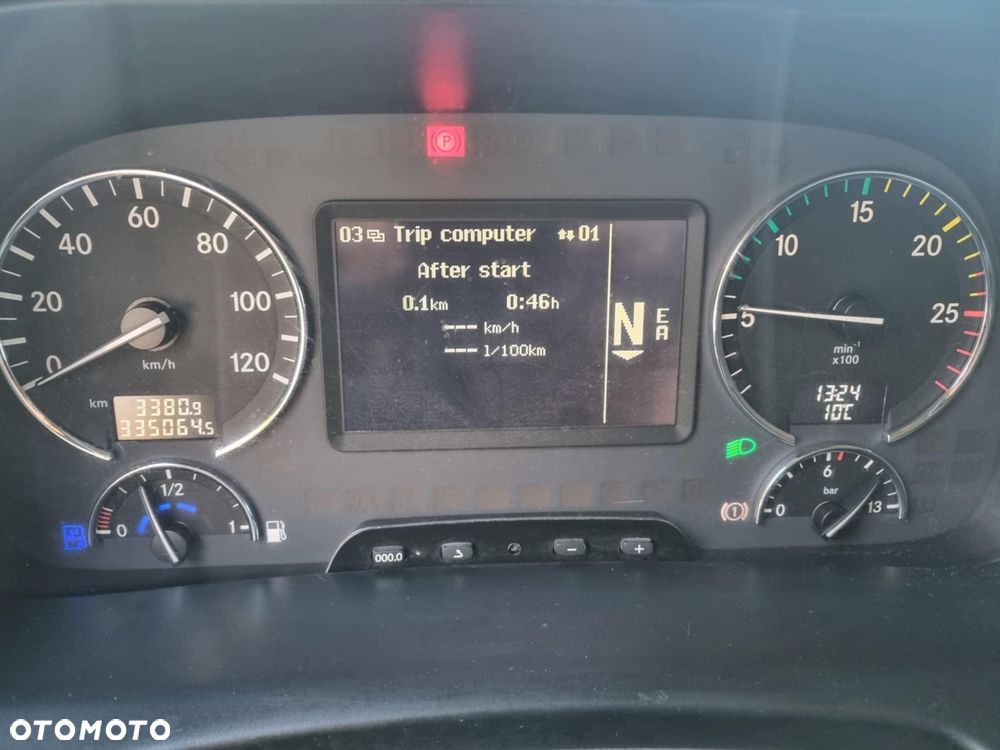 P
03 Trip computer 01
After start
0.1km 0:46h
--- km/h
--- l/100km
N
E
A
0 20 40 60 80 100 120
km/h
km 3380.9
335064.5
5 10 15 20 25
min⁻¹
x100
13:24
10°C
0 1/2 1
000.0
- +
1
0 6 13
bar
OTOMOTO